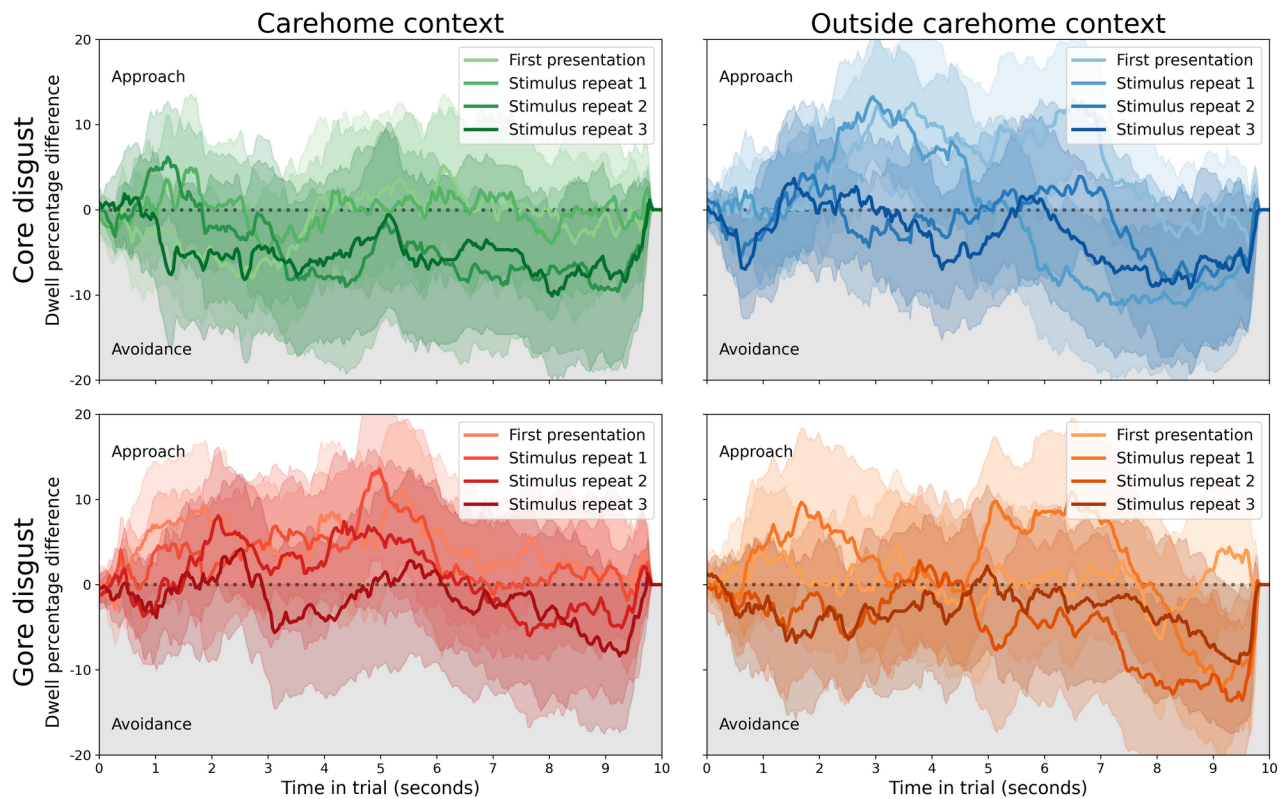 Carehome context
Outside carehome context
Core disgust
Dwell percentage difference
20
10
0
-10
-20
Approach
Avoidance
First presentation
Stimulus repeat 1
Stimulus repeat 2
Stimulus repeat 3
Approach
Avoidance
First presentation
Stimulus repeat 1
Stimulus repeat 2
Stimulus repeat 3
Gore disgust
Dwell percentage difference
20
10
0
-10
-20
Approach
Avoidance
First presentation
Stimulus repeat 1
Stimulus repeat 2
Stimulus repeat 3
0 1 2 3 4 5 6 7 8 9 10
Time in trial (seconds)
Approach
Avoidance
First presentation
Stimulus repeat 1
Stimulus repeat 2
Stimulus repeat 3
0 1 2 3 4 5 6 7 8 9 10
Time in trial (seconds)